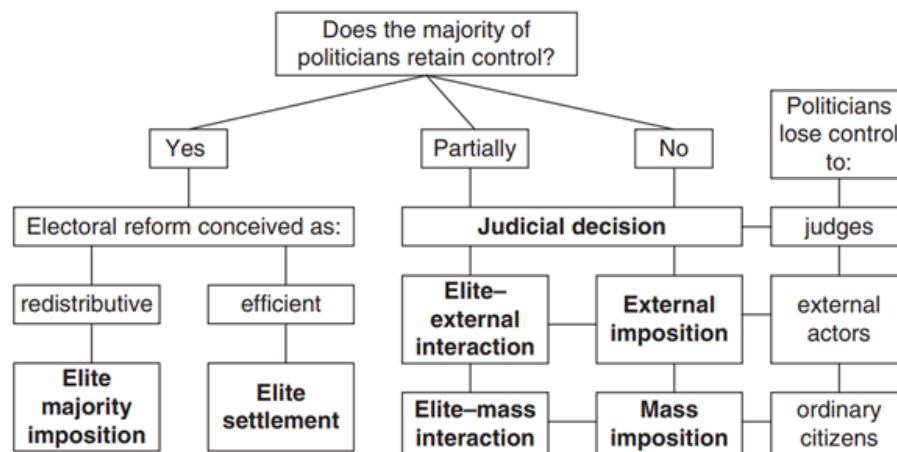 Does the majority of
politicians retain control?
Politicians
lose control
to:
Yes
Partially
No
Electoral reform conceived as:
Judicial decision
judges
redistributive
efficient
Elite–
external
interaction
External
imposition
external
actors
Elite
majority
imposition
Elite
settlement
Elite–mass
interaction
Mass
imposition
ordinary
citizens